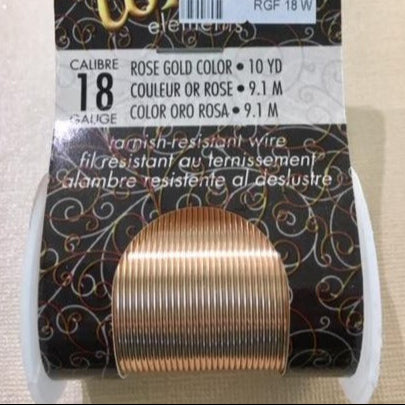 RGF 18 W
elements
CALIBRE
18
GAUGE
ROSE GOLD COLOR • 10 YD
COULEUR OR ROSE • 9.1 M
COLOR ORO ROSA • 9.1 M
tarnish-resistant wire
fil résistant au ternissement
alambre resistente al deslustre